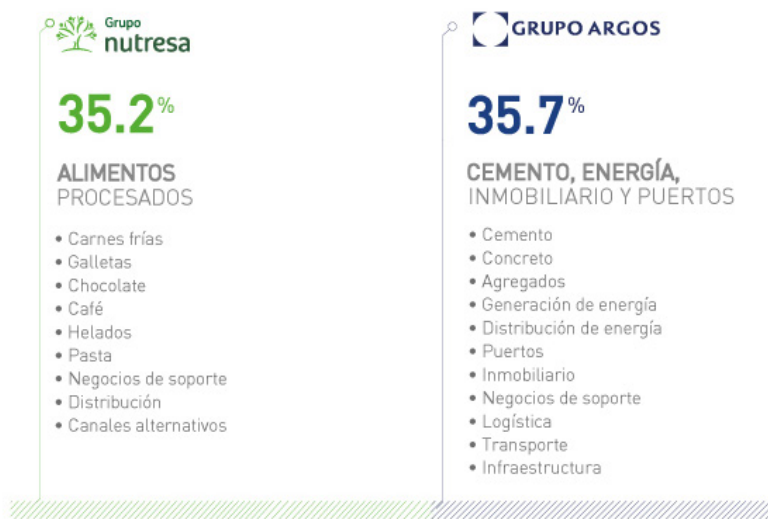 Grupo
nutresa
35.2%
ALIMENTOS
PROCESADOS
• Carnes frías
• Galletas
• Chocolate
• Café
• Helados
• Pasta
• Negocios de soporte
• Distribución
• Canales alternativos
GRUPO ARGOS
35.7%
CEMENTO, ENERGÍA,
INMOBILIARIO Y PUERTOS
• Cemento
• Concreto
• Agregados
• Generación de energía
• Distribución de energía
• Puertos
• Inmobiliario
• Negocios de soporte
• Logística
• Transporte
• Infraestructura